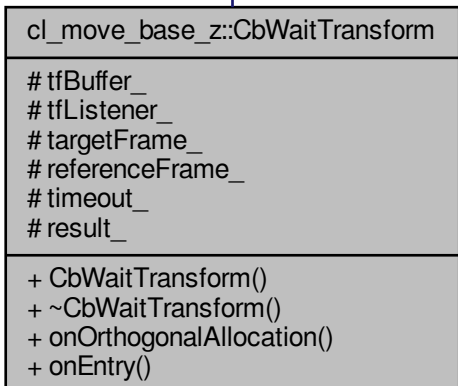 cl_move_base_z::CbWaitTransform
# tfBuffer_
# tfListener_
# targetFrame_
# referenceFrame_
# timeout_
# result_
+ CbWaitTransform()
+ ~CbWaitTransform()
+ onOrthogonalAllocation()
+ onEntry()